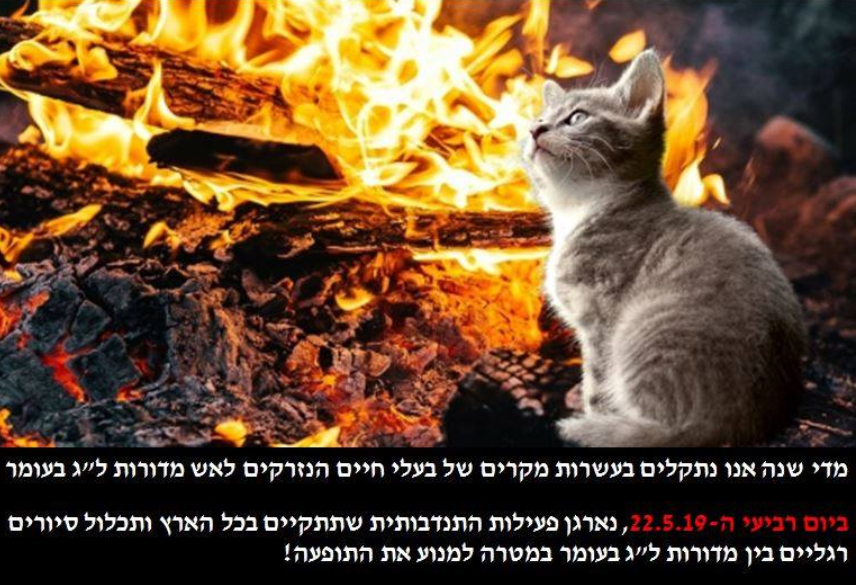 מדי שנה אנו נתקלים בעשרות מקרים של בעלי חיים הנזרקים לאש מדורות ל״ג בעומר
ביום רביעי ה-22.5.19, נארגן פעילות התנדבותית שתתקיים בכל הארץ ותכלול סיורים
רגליים בין מדורות ל״ג בעומר במטרה למנוע את התופעה!